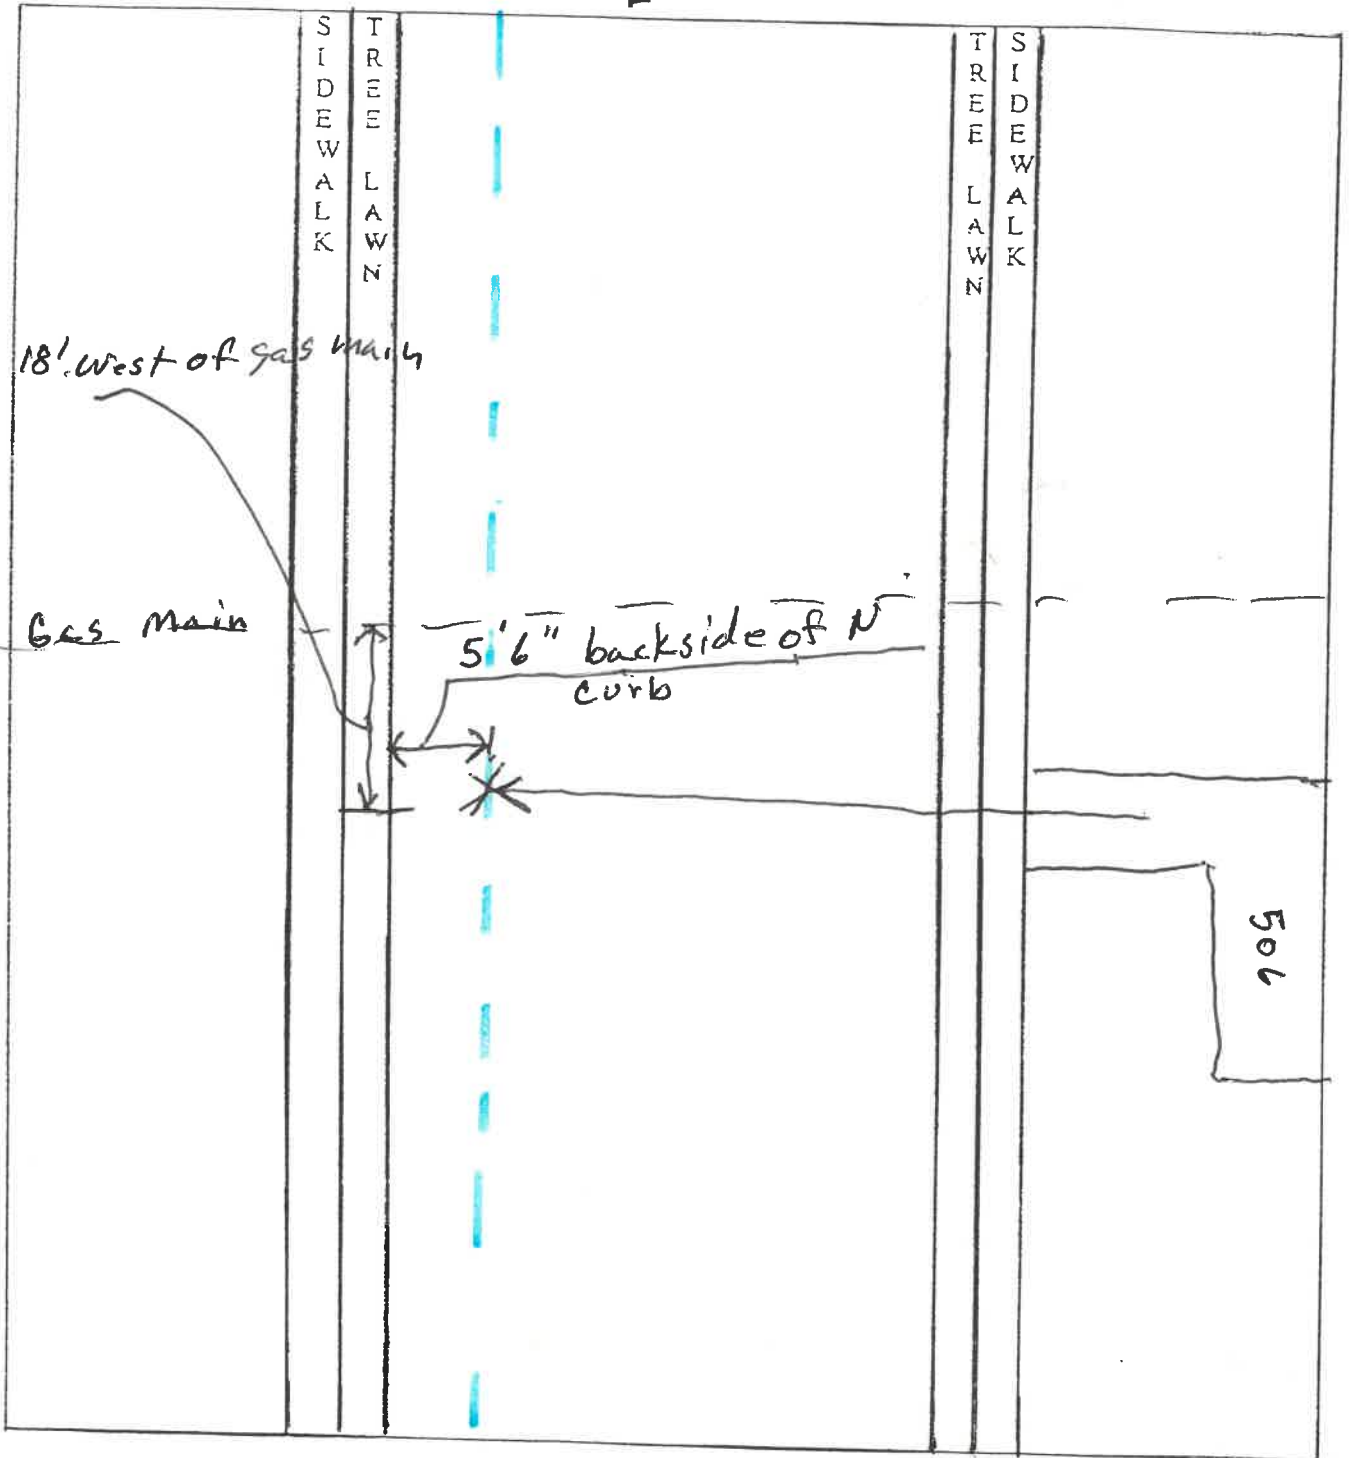 SIDEWALK
TREE LAWN
TREE LAWN
SIDEWALK
18' west of gas main
Gas Main
5'6" backside of N
curb
506